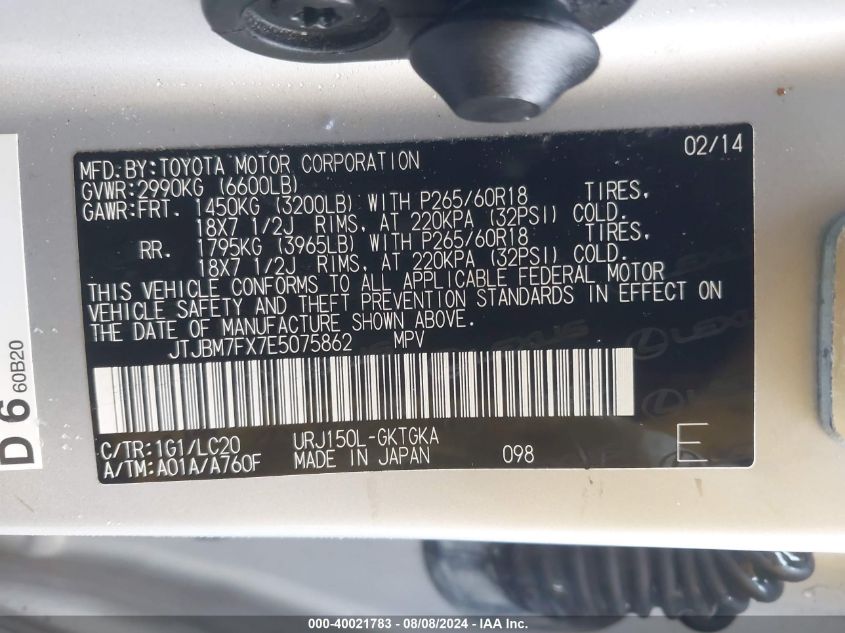 02/14
MFD.BY:TOYOTA MOTOR CORPORATION
GVWR:2990KG (6600LB)
GAWR:FRT. 1450KG (3200LB) WITH P265/60R18 TIRES,
18X7 1/2J RIMS, AT 220KPA (32PSI) COLD.
RR. 1795KG (3965LB) WITH P265/60R18 TIRES,
18X7 1/2J RIMS, AT 220KPA (32PSI) COLD.
THIS VEHICLE CONFORMS TO ALL APPLICABLE FEDERAL MOTOR
VEHICLE SAFETY AND THEFT PREVENTION STANDARDS IN EFFECT ON
THE DATE OF MANUFACTURE SHOWN ABOVE.
JTJBM7FX7E5075862 MPV
LEXUS
C/TR:1G1/LC20 URJ150L-GKTGKA
A/TM:A01A/A760F MADE IN JAPAN 098 E
D 6 60B20
000-40021783 - 08/08/2024 - IAA Inc.